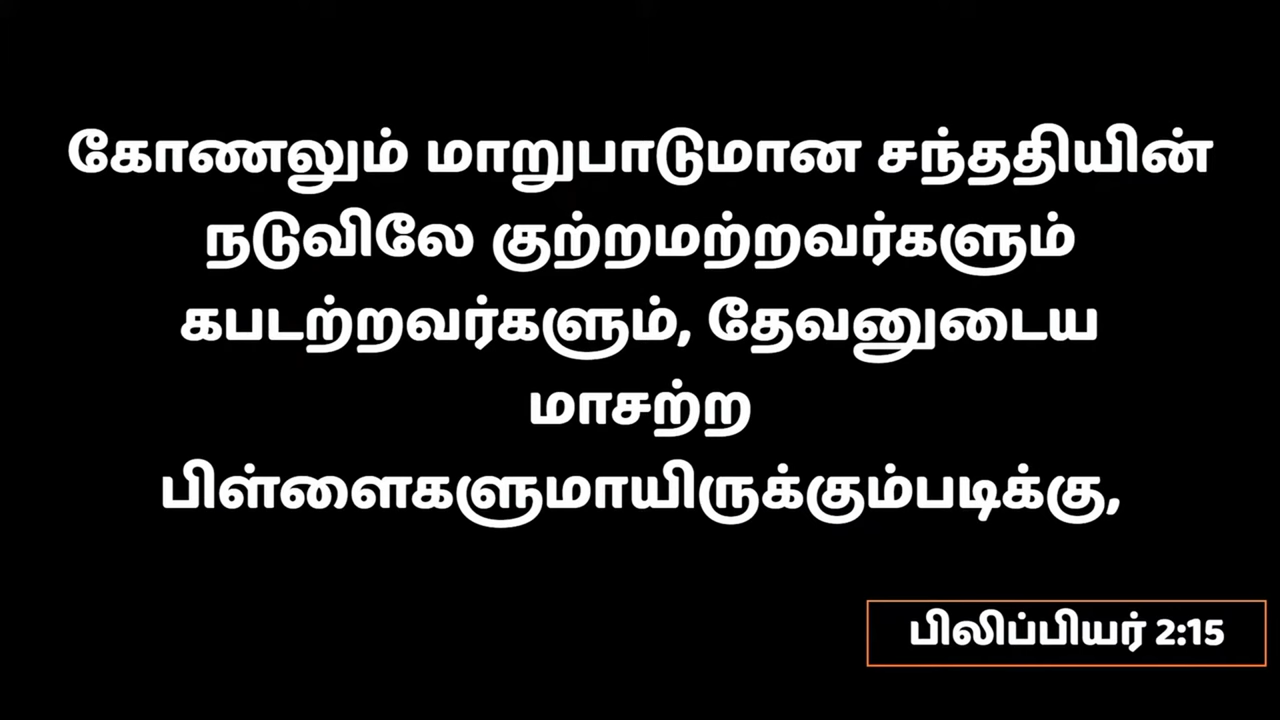 கோணலும் மாறுபாடுமான சந்ததியின்
நடுவிலே குற்றமற்றவர்களும்
கபடற்றவர்களும், தேவனுடைய
மாசற்ற
பிள்ளைகளுமாயிருக்கும்படிக்கு,
பிலிப்பியர் 2:15